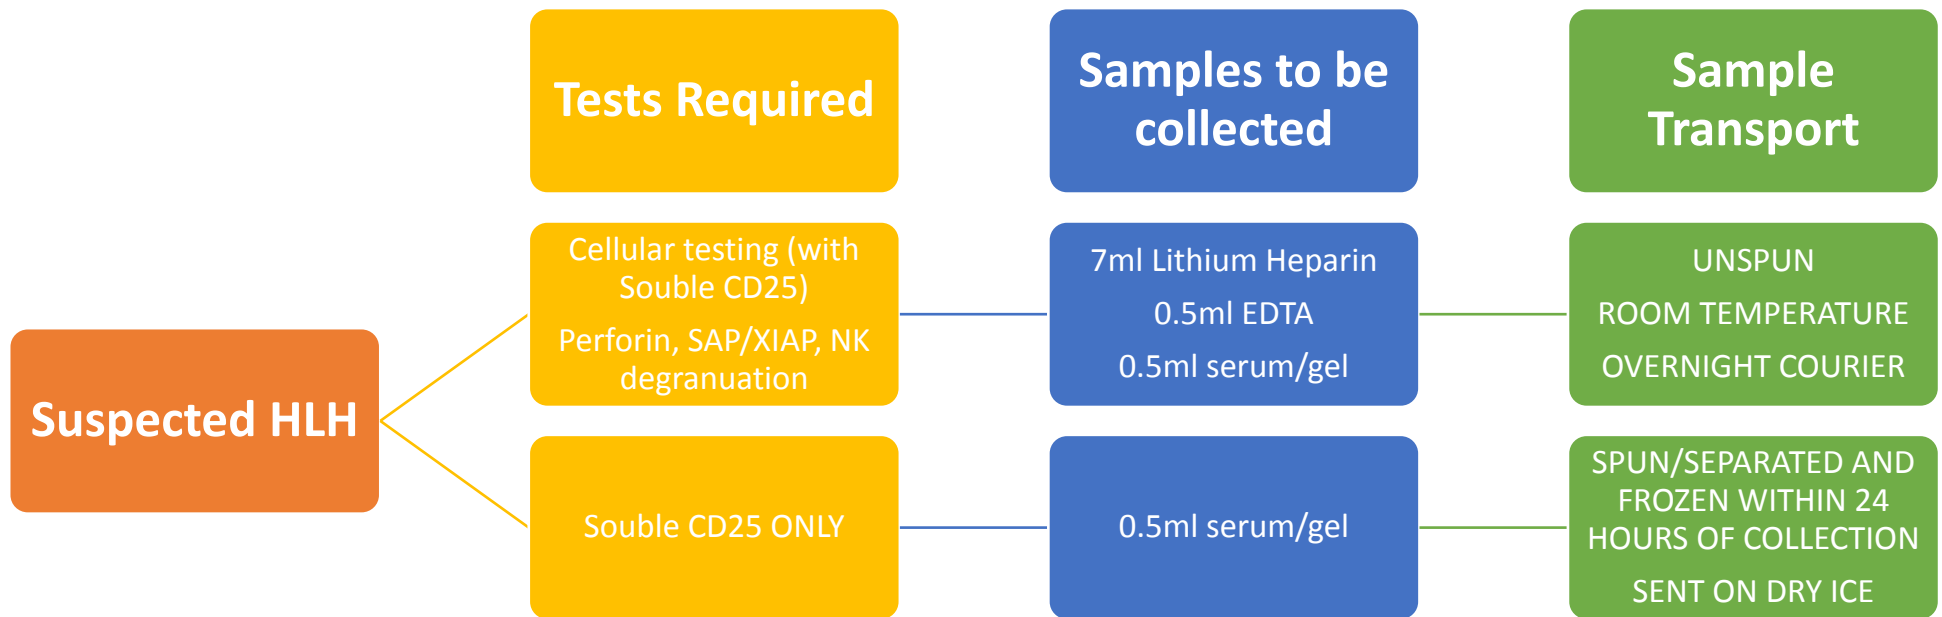 Tests Required
Samples to be
collected
Sample
Transport
Suspected HLH
Cellular testing (with
Souble CD25)
Perforin, SAP/XIAP, NK
degranuation
7ml Lithium Heparin
0.5ml EDTA
0.5ml serum/gel
UNSPUN
ROOM TEMPERATURE
OVERNIGHT COURIER
Souble CD25 ONLY
0.5ml serum/gel
SPUN/SEPARATED AND
FROZEN WITHIN 24
HOURS OF COLLECTION
SENT ON DRY ICE